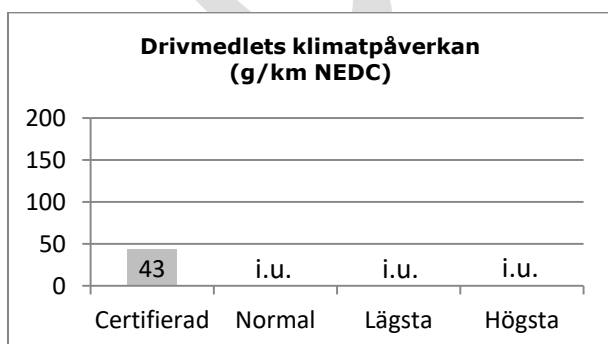 Drivmedlets klimatpåverkan
(g/km NEDC)
200
150
100
50
0
43 i.u. i.u. i.u.
Certifierad Normal Lägsta Högsta